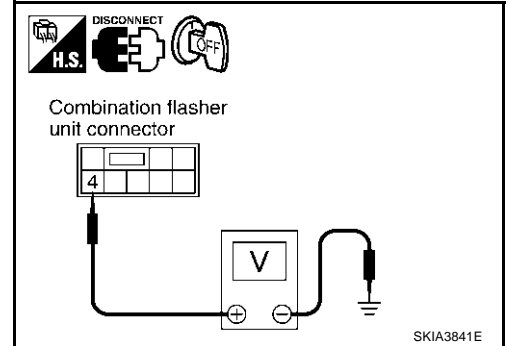 DISCONNECT
H.S.
OFF
Combination flasher
unit connector
4
V
+ −
SKIA3841E